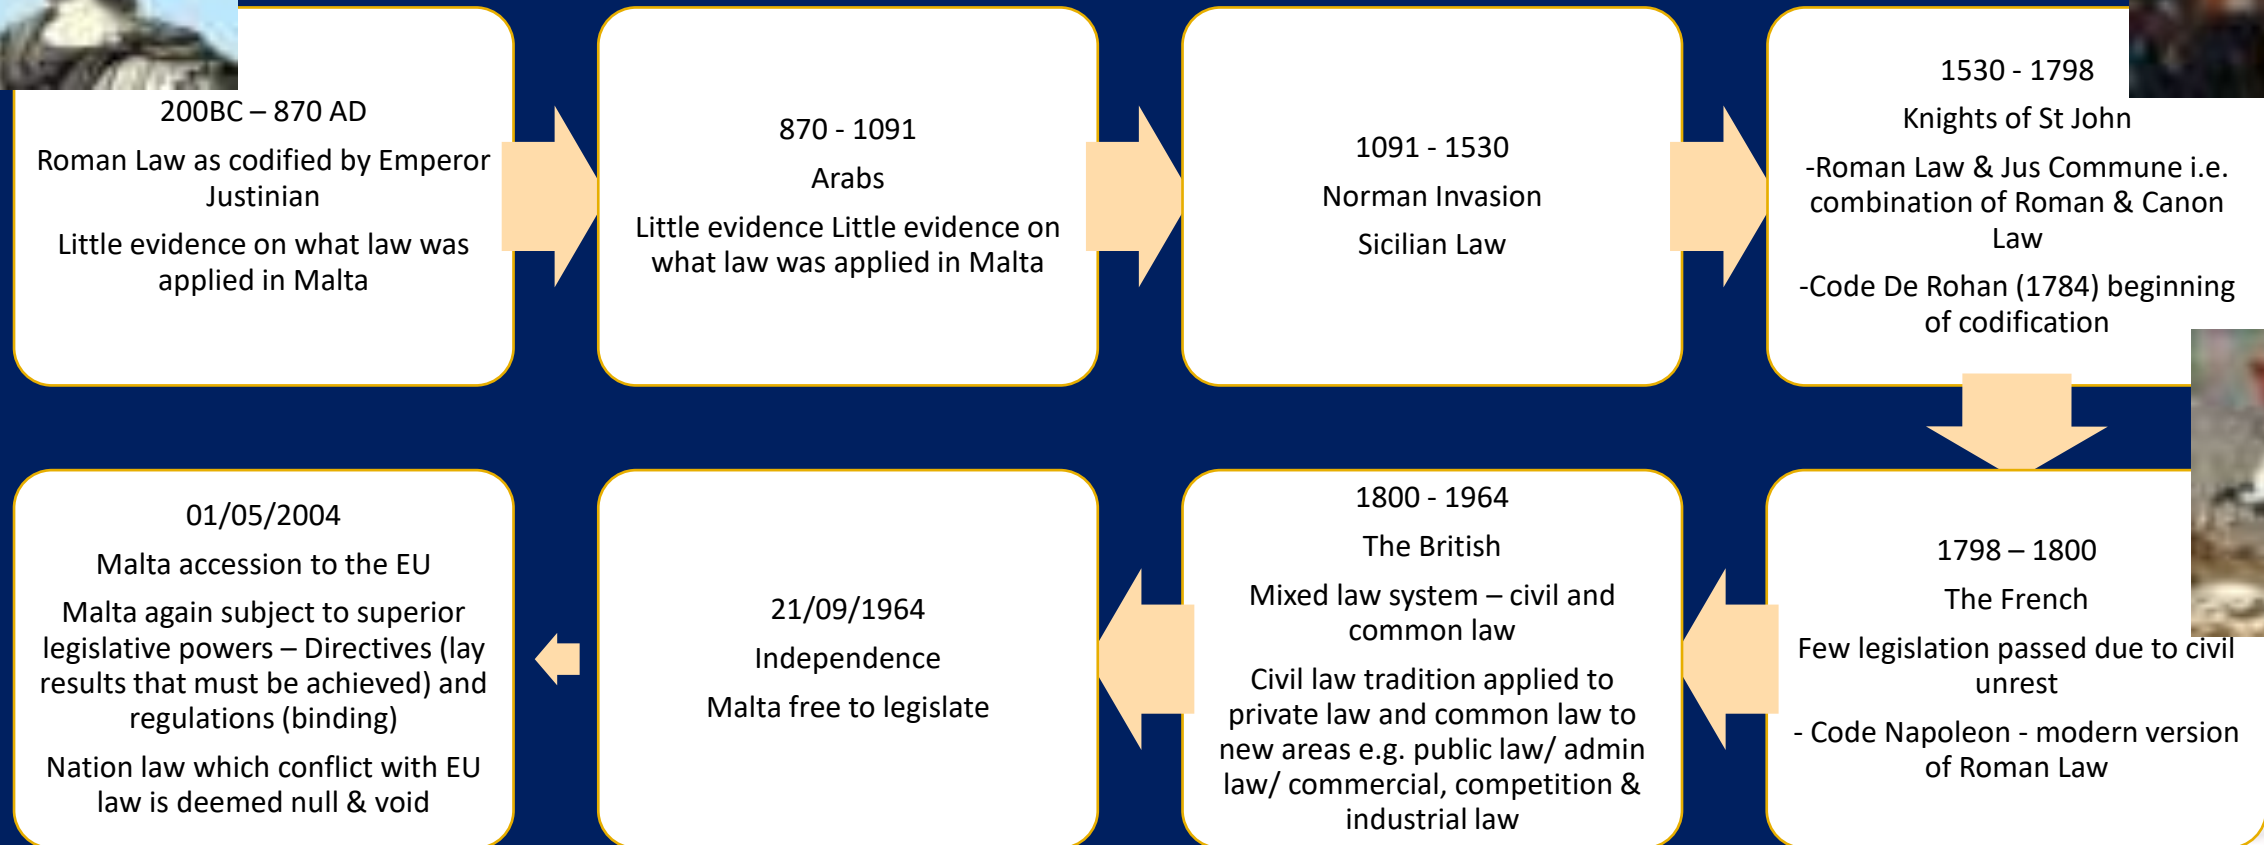 200BC – 870 AD
Roman Law as codified by Emperor
Justinian
Little evidence on what law was
applied in Malta
870 - 1091
Arabs
Little evidence Little evidence on
what law was applied in Malta
1091 - 1530
Norman Invasion
Sicilian Law
1530 - 1798
Knights of St John
-Roman Law & Jus Commune i.e.
combination of Roman & Canon
Law
-Code De Rohan (1784) beginning
of codification
1798 – 1800
The French
Few legislation passed due to civil
unrest
- Code Napoleon - modern version
of Roman Law
1800 - 1964
The British
Mixed law system – civil and
common law
Civil law tradition applied to
private law and common law to
new areas e.g. public law/ admin
law/ commercial, competition &
industrial law
21/09/1964
Independence
Malta free to legislate
01/05/2004
Malta accession to the EU
Malta again subject to superior
legislative powers – Directives (lay
results that must be achieved) and
regulations (binding)
Nation law which conflict with EU
law is deemed null & void